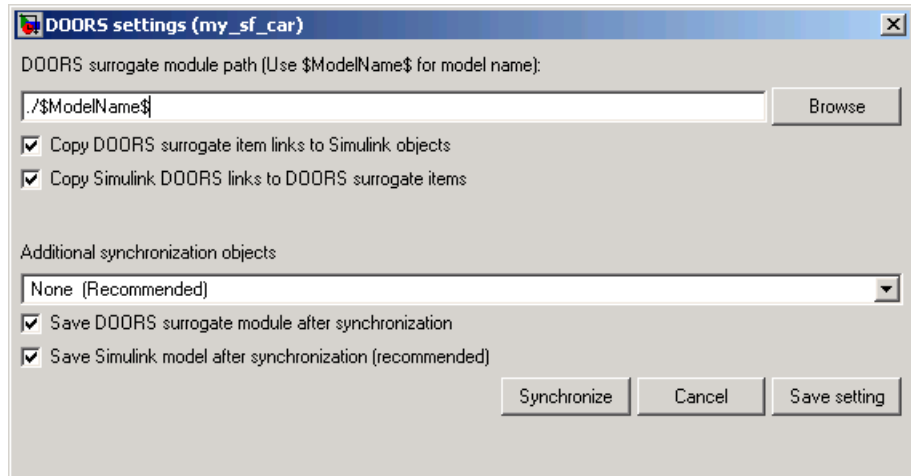 DOORS settings (my_sf_car)
DOORS surrogate module path (Use $ModelName$ for model name):
./$ModelName$ Browse
Copy DOORS surrogate item links to Simulink objects
Copy Simulink DOORS links to DOORS surrogate items
Additional synchronization objects
None (Recommended)
Save DOORS surrogate module after synchronization
Save Simulink model after synchronization (recommended)
Synchronize Cancel Save setting